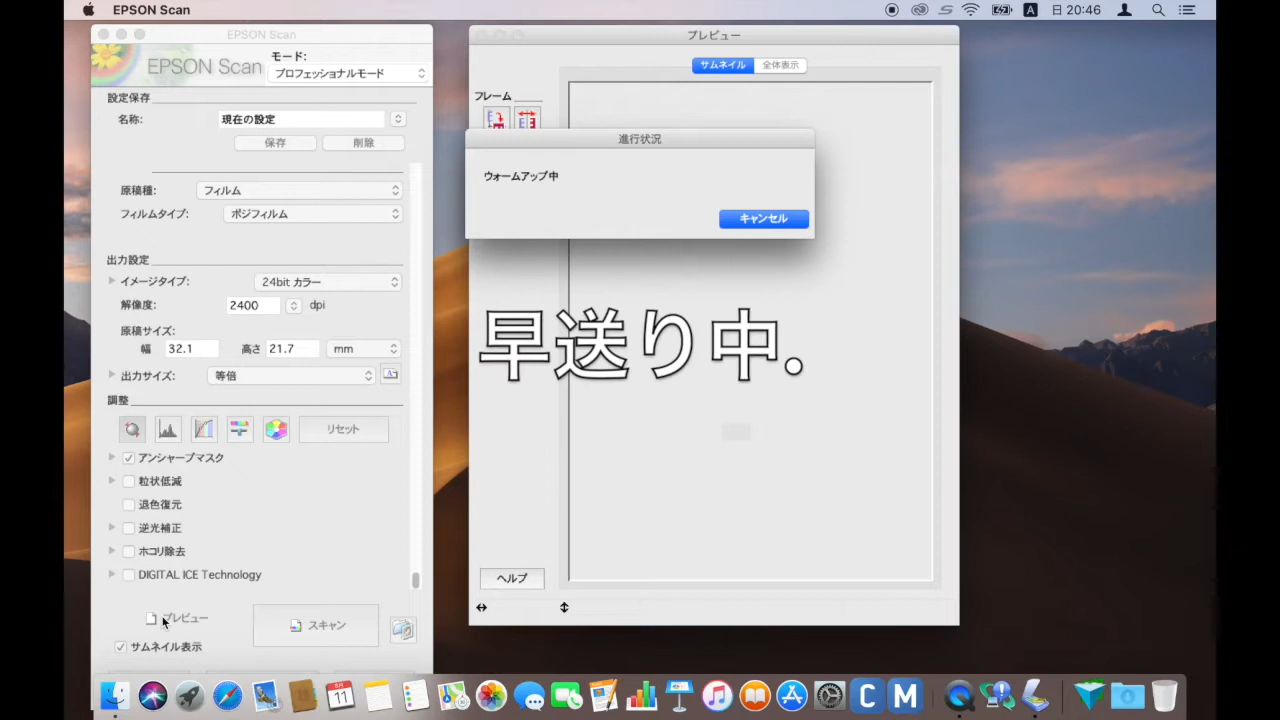 EPSON Scan
日 20:46
EPSON Scan
EPSON Scan
モード:
プロフェッショナルモード
設定保存
名称:
現在の設定
保存
削除
原稿種:
フィルム
フィルムタイプ:
ポジフィルム
出力設定
イメージタイプ:
24bit カラー
解像度:
2400
dpi
原稿サイズ:
幅
32.1
高さ
21.7
mm
出力サイズ:
等倍
調整
リセット
アンシャープマスク
粒状低減
退色復元
逆光補正
ホコリ除去
DIGITAL ICE Technology
プレビュー
スキャン
サムネイル表示
プレビュー
サムネイル
全体表示
フレーム
進行状況
ウォームアップ中
キャンセル
早送り中.
ヘルプ
11